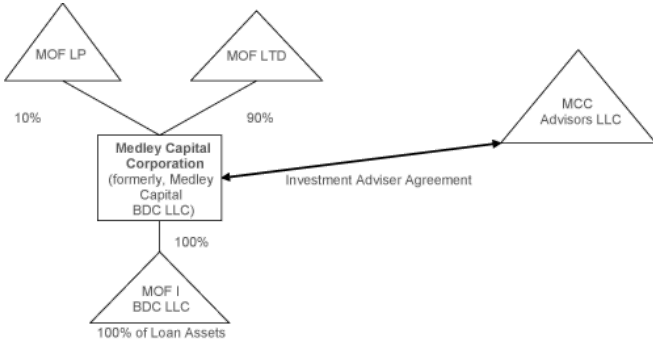 MOF LP
MOF LTD
10%
90%
MCC
Advisors LLC
Medley Capital
Corporation
(formerly, Medley
Capital
BDC LLC)
Investment Adviser Agreement
100%
MOF I
BDC LLC
100% of Loan Assets